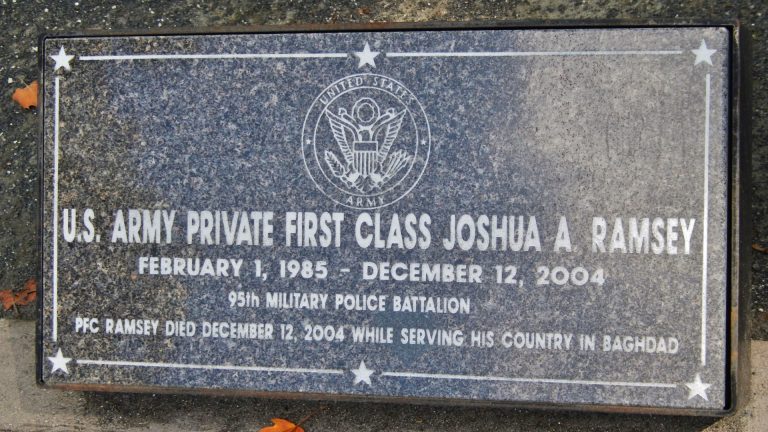 UNITED STATES
ARMY
U.S. ARMY PRIVATE FIRST CLASS JOSHUA A. RAMSEY
FEBRUARY 1, 1985 - DECEMBER 12, 2004
95th MILITARY POLICE BATTALION
PFC RAMSEY DIED DECEMBER 12, 2004 WHILE SERVING HIS COUNTRY IN BAGHDAD